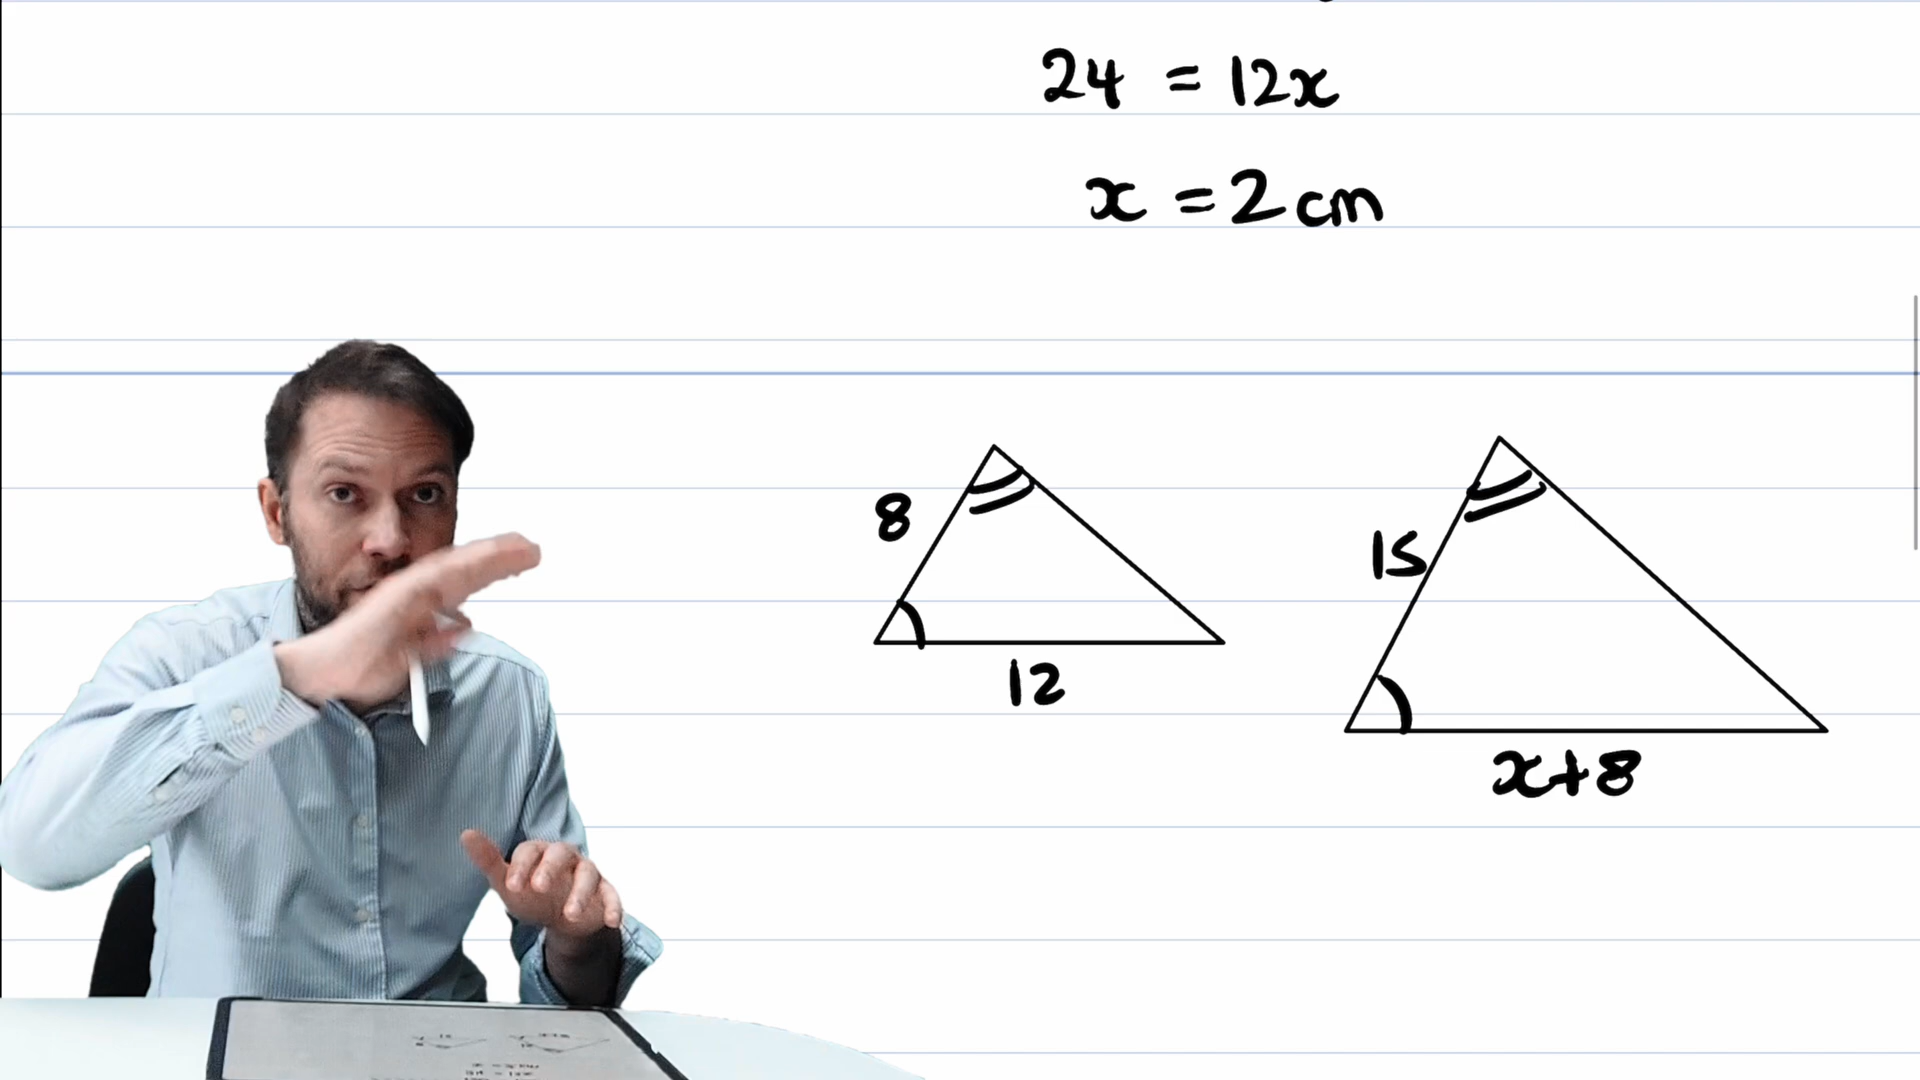 24 = 12x
x = 2cm
8
12
15
x+8